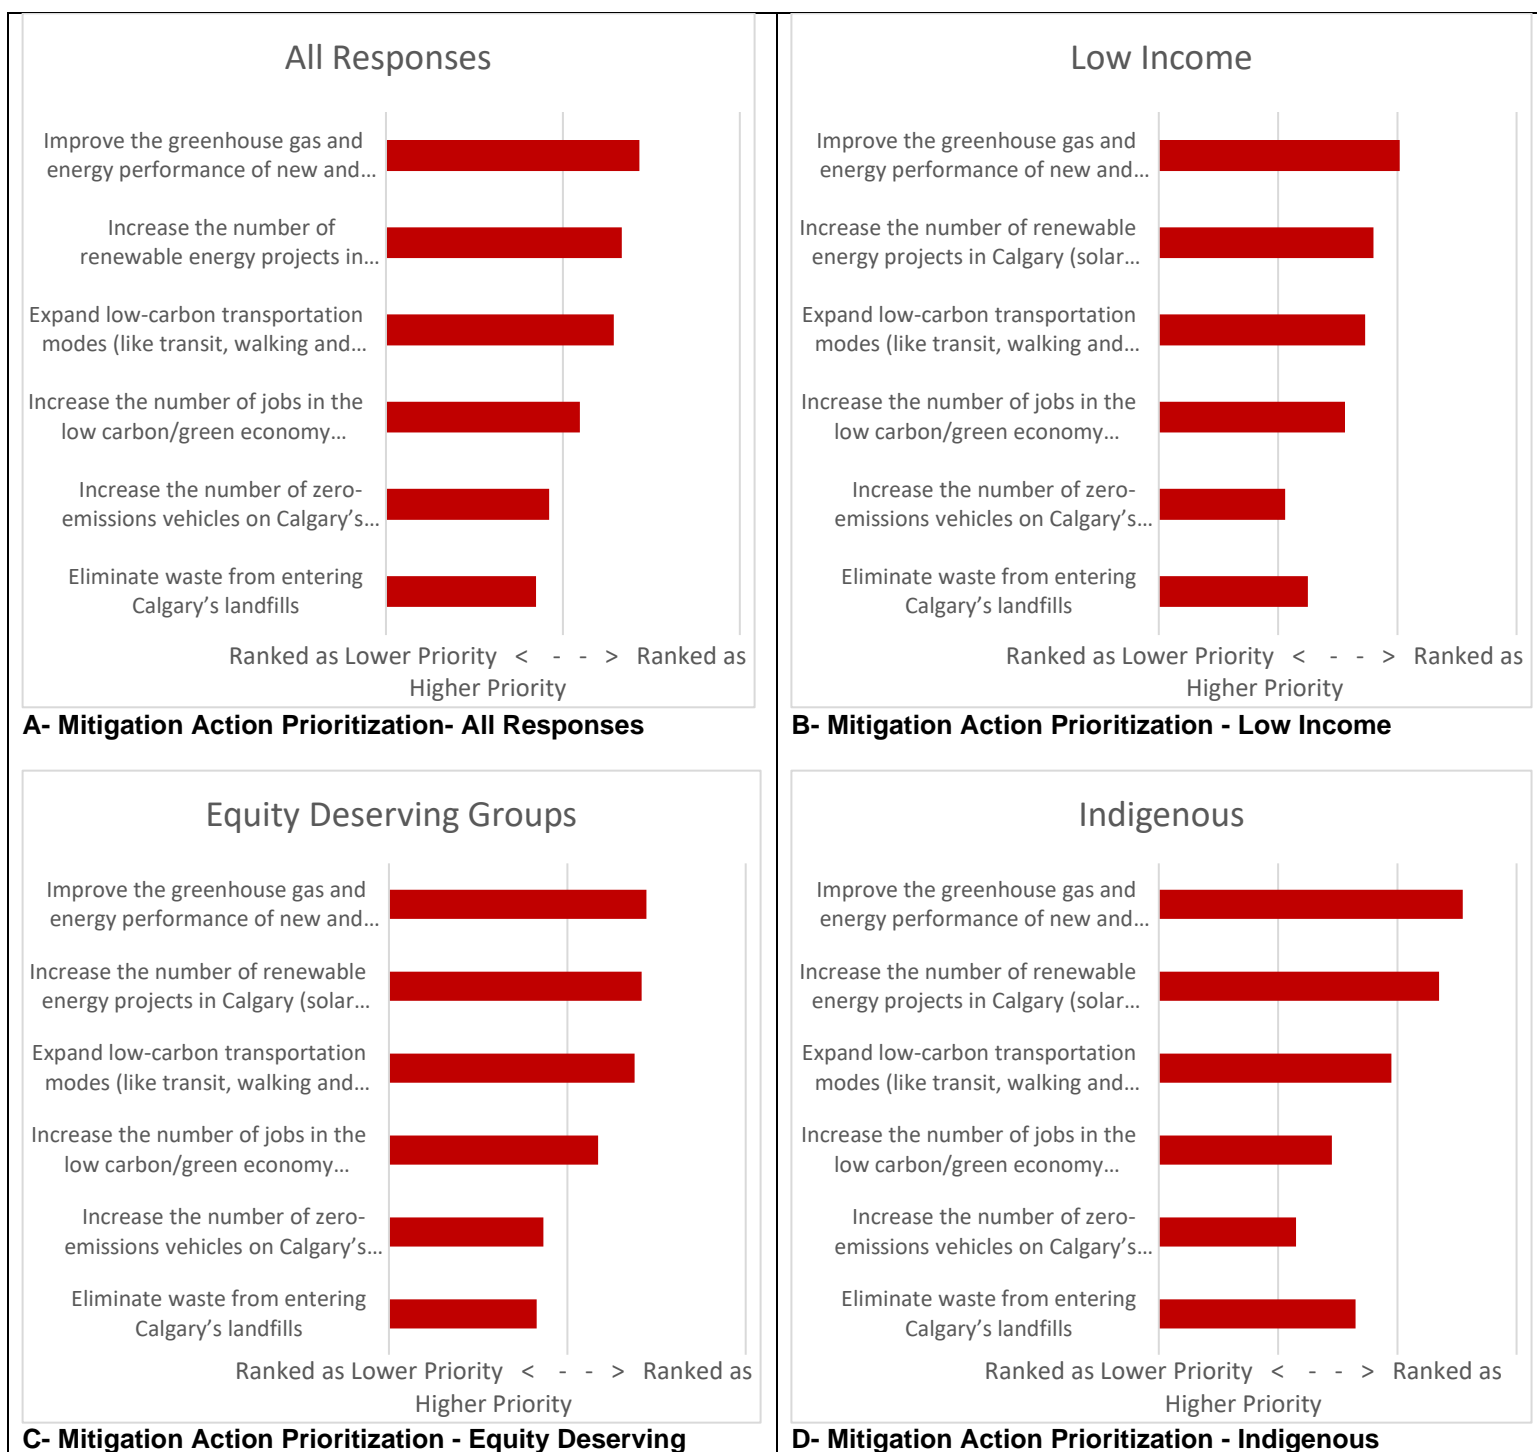 All Responses
Improve the greenhouse gas and
energy performance of new and...
Increase the number of
renewable energy projects in...
Expand low-carbon transportation
modes (like transit, walking and...
Increase the number of jobs in the
low carbon/green economy...
Increase the number of zero-
emissions vehicles on Calgary’s...
Eliminate waste from entering
Calgary’s landfills
Ranked as Lower Priority < - - > Ranked as
Higher Priority
A- Mitigation Action Prioritization- All Responses
Low Income
Improve the greenhouse gas and
energy performance of new and...
Increase the number of renewable
energy projects in Calgary (solar...
Expand low-carbon transportation
modes (like transit, walking and...
Increase the number of jobs in the
low carbon/green economy...
Increase the number of zero-
emissions vehicles on Calgary’s...
Eliminate waste from entering
Calgary’s landfills
Ranked as Lower Priority < - - > Ranked as
Higher Priority
B- Mitigation Action Prioritization - Low Income
Equity Deserving Groups
Improve the greenhouse gas and
energy performance of new and...
Increase the number of renewable
energy projects in Calgary (solar...
Expand low-carbon transportation
modes (like transit, walking and...
Increase the number of jobs in the
low carbon/green economy...
Increase the number of zero-
emissions vehicles on Calgary’s...
Eliminate waste from entering
Calgary’s landfills
Ranked as Lower Priority < - - > Ranked as
Higher Priority
C- Mitigation Action Prioritization - Equity Deserving
Indigenous
Improve the greenhouse gas and
energy performance of new and...
Increase the number of renewable
energy projects in Calgary (solar...
Expand low-carbon transportation
modes (like transit, walking and...
Increase the number of jobs in the
low carbon/green economy...
Increase the number of zero-
emissions vehicles on Calgary’s...
Eliminate waste from entering
Calgary’s landfills
Ranked as Lower Priority < - - > Ranked as
Higher Priority
D- Mitigation Action Prioritization - Indigenous